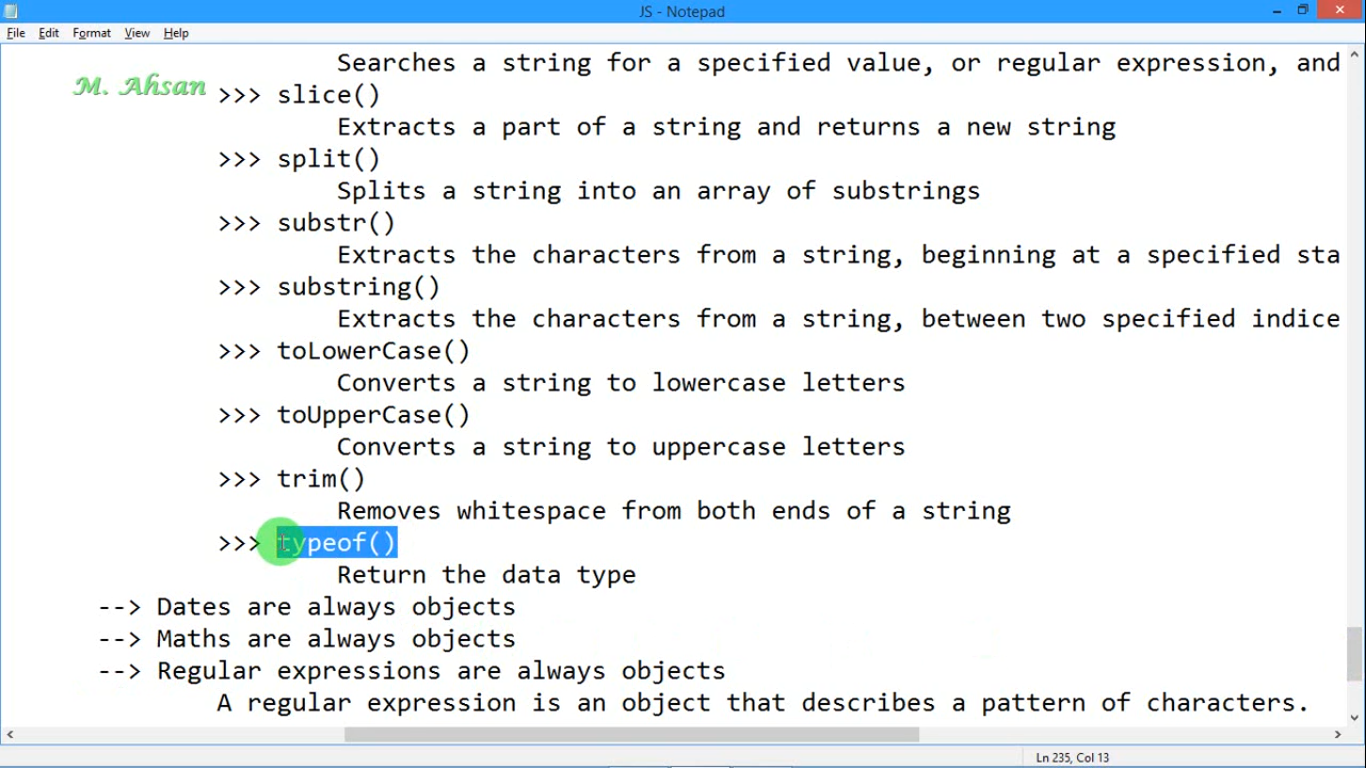 JS - Notepad
File Edit Format View Help
Searches a string for a specified value, or regular expression, and
M. Ahsan
>>> slice()
Extracts a part of a string and returns a new string
>>> split()
Splits a string into an array of substrings
>>> substr()
Extracts the characters from a string, beginning at a specified sta
>>> substring()
Extracts the characters from a string, between two specified indice
>>> toLowerCase()
Converts a string to lowercase letters
>>> toUpperCase()
Converts a string to uppercase letters
>>> trim()
Removes whitespace from both ends of a string
>>> typeof()
Return the data type
--> Dates are always objects
--> Maths are always objects
--> Regular expressions are always objects
A regular expression is an object that describes a pattern of characters.
Ln 235, Col 13